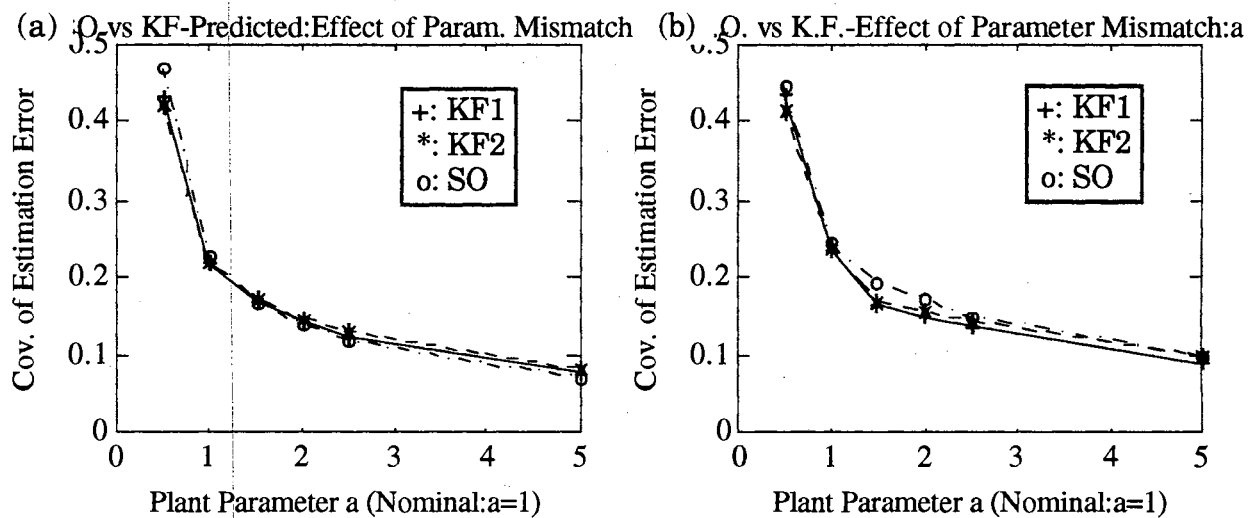 (a) .O. vs KF-Predicted:Effect of Param. Mismatch
0.5
0.4
0.3
0.2
0.1
0
Cov. of Estimation Error
+: KF1
*: KF2
o: SO
0 1 2 3 4 5
Plant Parameter a (Nominal:a=1)
(b) .O. vs K.F.-Effect of Parameter Mismatch:a
0.5
0.4
0.3
0.2
0.1
0
Cov. of Estimation Error
+: KF1
*: KF2
o: SO
0 1 2 3 4 5
Plant Parameter a (Nominal:a=1)